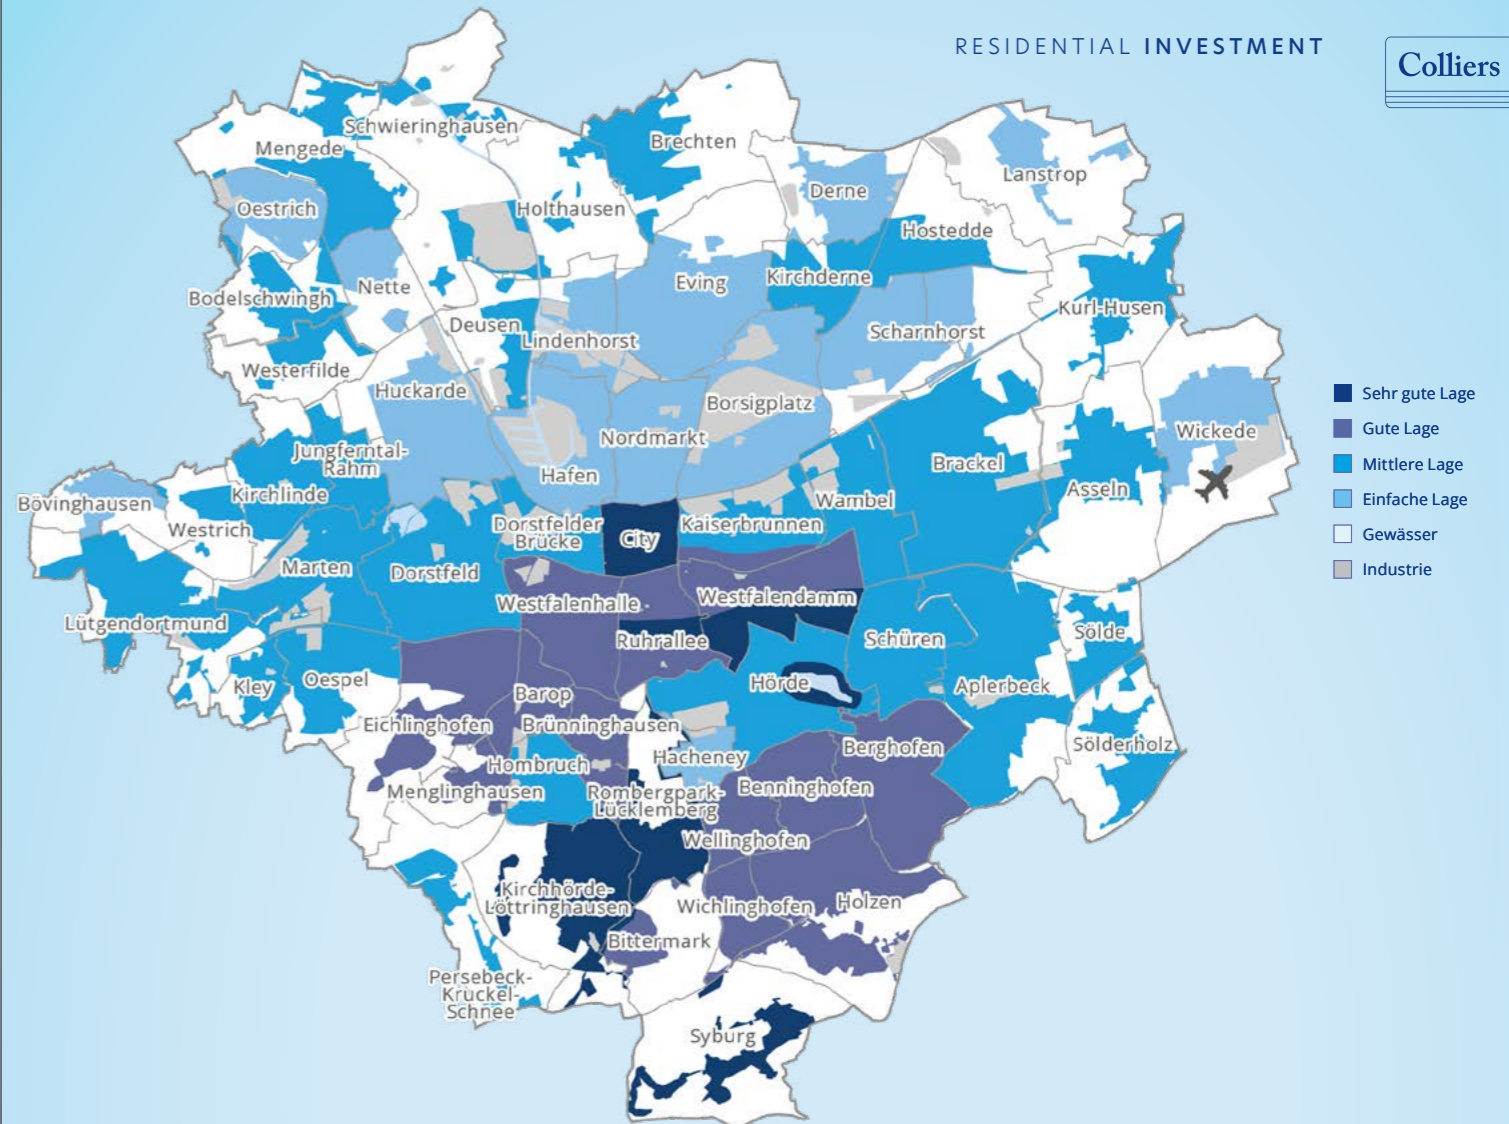 RESIDENTIAL INVESTMENT
Colliers
Schwieringhausen
Mengede
Brechten
Lanstrop
Derne
Oestrich
Holthausen
Hostedde
Eving
Kirchderne
Nette
Bodelschwingh
Kurl-Husen
Deusen
Lindenhorst
Scharnhorst
Westerfilde
Huckarde
Borsigplatz
Nordmarkt
Wickede
Jungferntal-
Rahm
Brackel
Hafen
Asseln
Kirchlinde
Bövinghausen
Wambel
Westrich
Dorstfelder
Brücke
City
Kaiserbrunnen
Marten
Dorstfeld
Westfalenhalle
Westfalendamm
Lütgendortmund
Ruhrallee
Schüren
Sölde
Kley
Oespel
Hörde
Aplerbeck
Barop
Eichlinghofen
Brünninghausen
Berghofen
Sölderholz
Hombruch
Hacheney
Menglinghausen
Rombergpark-
Lücklemberg
Benninghofen
Wellinghofen
Kirchhörde-
Löttringhausen
Wichlinghofen
Holzen
Bittermark
Persebeck-
Kruckel-
Schnee
Syburg
Sehr gute Lage
Gute Lage
Mittlere Lage
Einfache Lage
Gewässer
Industrie